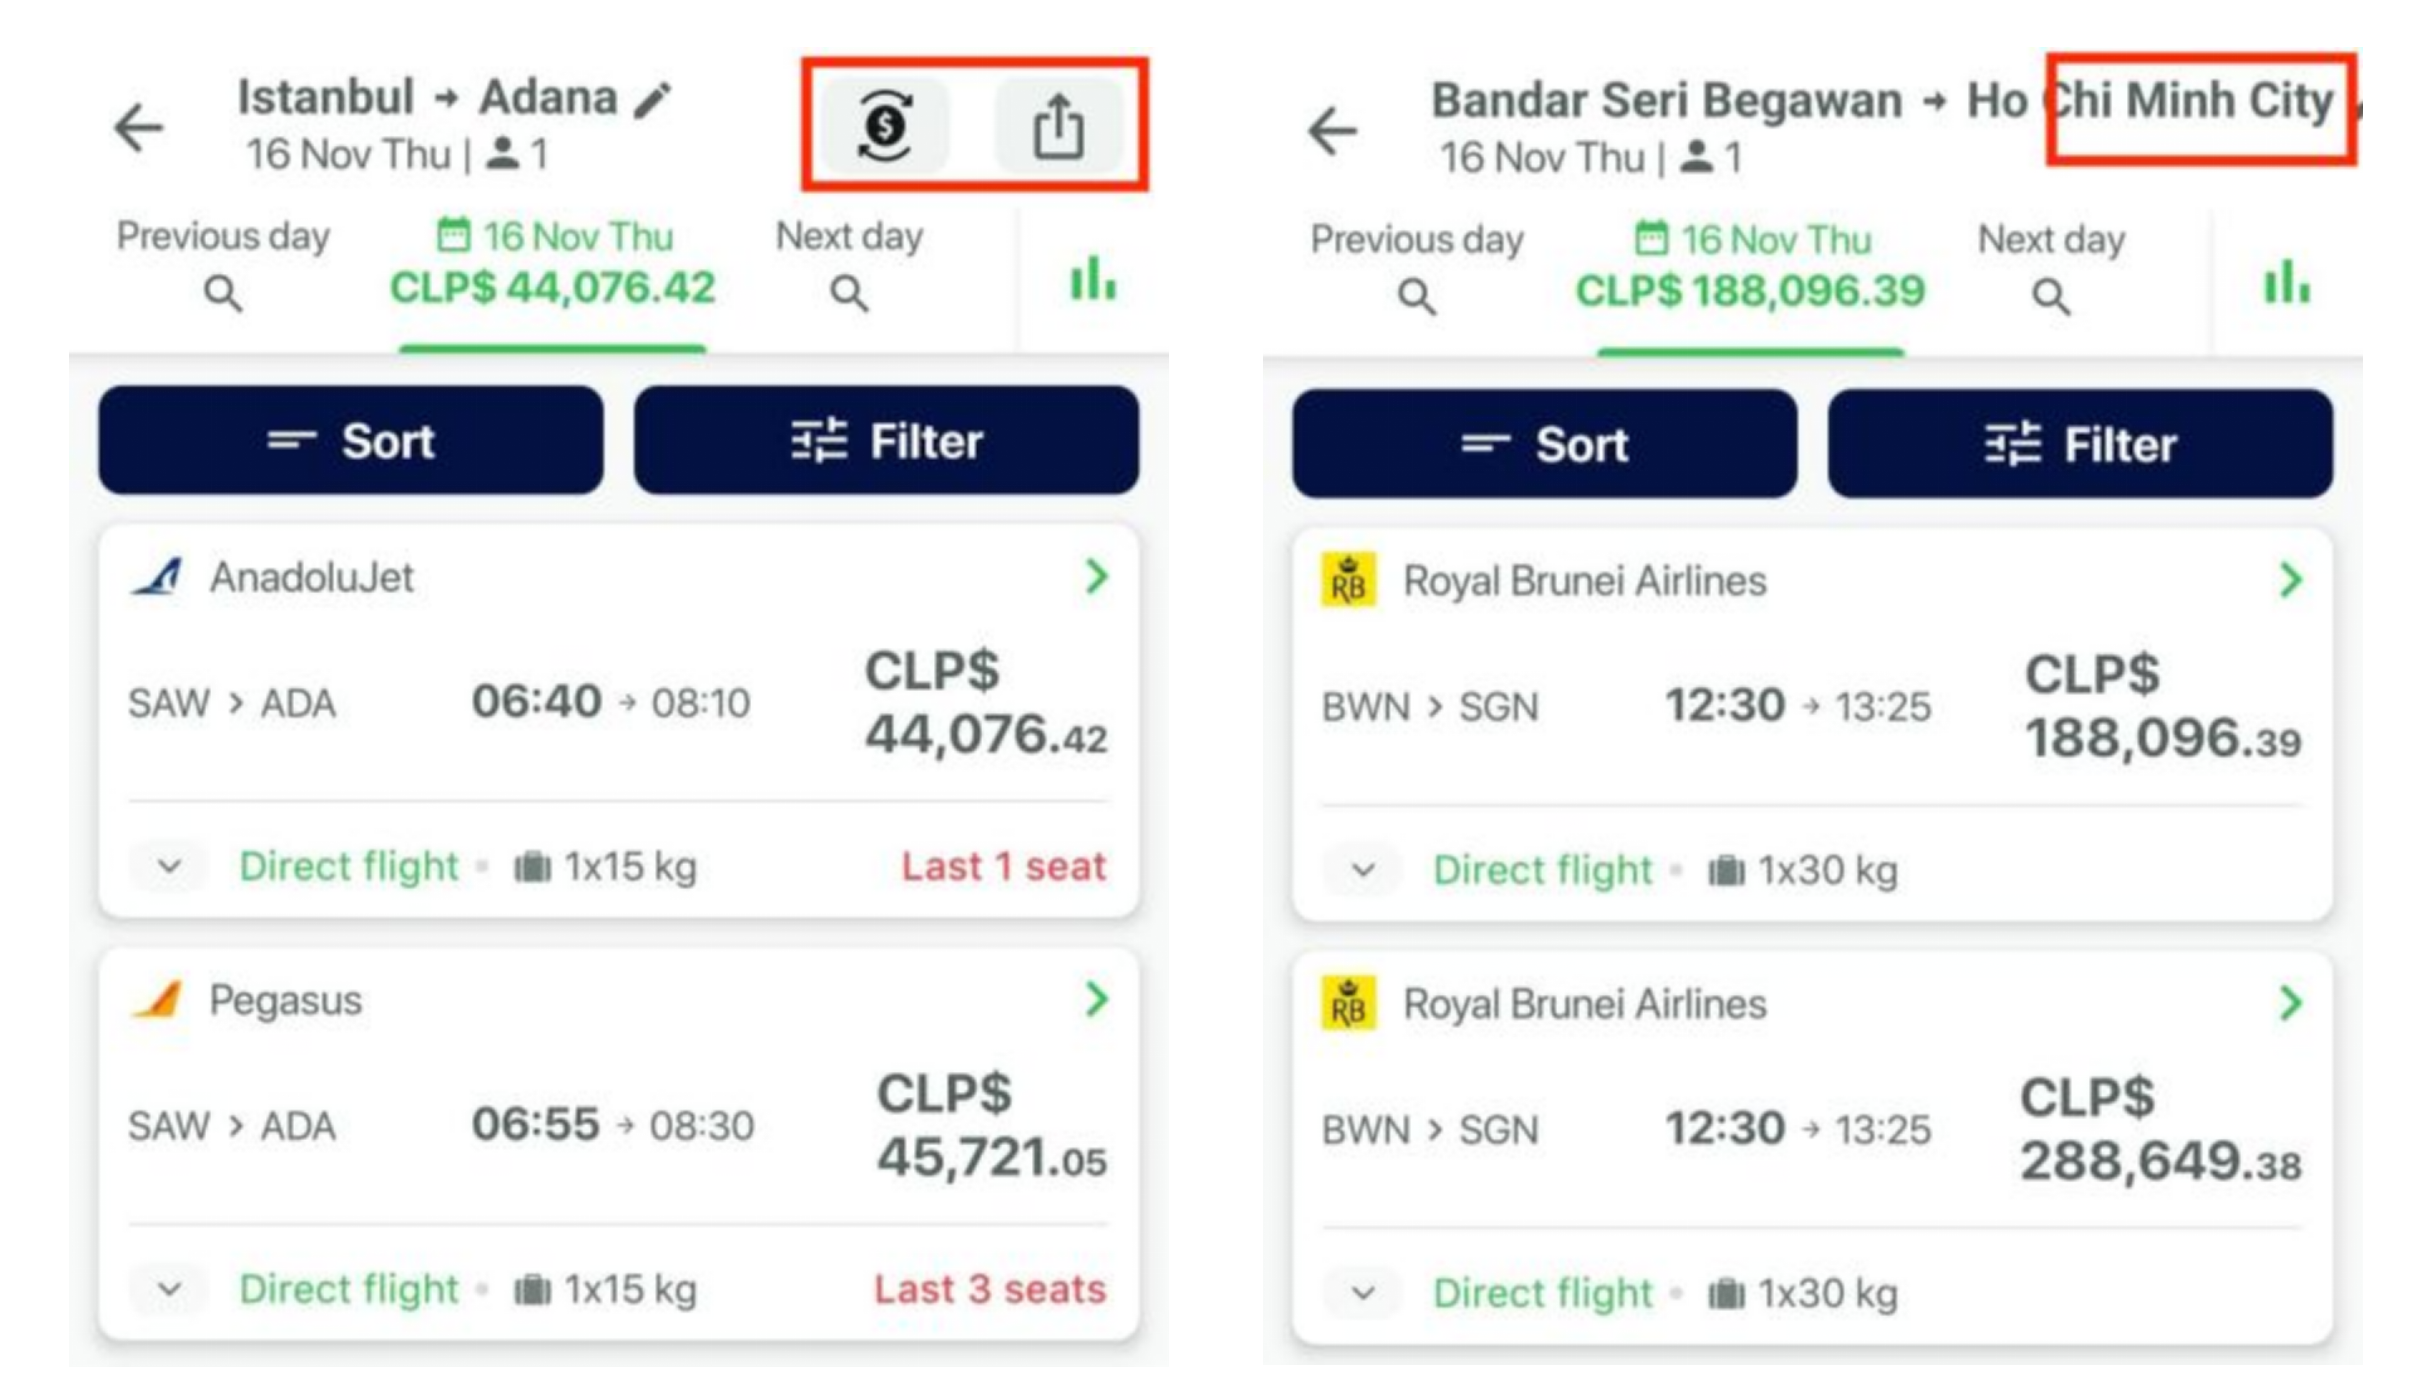 Istanbul → Adana
16 Nov Thu | 1
Previous day
16 Nov Thu
CLP$ 44,076.42
Next day
Sort
Filter
AnadoluJet
SAW > ADA 06:40 → 08:10
CLP$
44,076.42
Direct flight • 1x15 kg
Last 1 seat
Pegasus
SAW > ADA 06:55 → 08:30
CLP$
45,721.05
Direct flight • 1x15 kg
Last 3 seats
Bandar Seri Begawan → Ho Chi Minh City
16 Nov Thu | 1
Previous day
16 Nov Thu
CLP$ 188,096.39
Next day
Sort
Filter
RB
Royal Brunei Airlines
BWN > SGN 12:30 → 13:25
CLP$
188,096.39
Direct flight • 1x30 kg
RB
Royal Brunei Airlines
BWN > SGN 12:30 → 13:25
CLP$
288,649.38
Direct flight • 1x30 kg